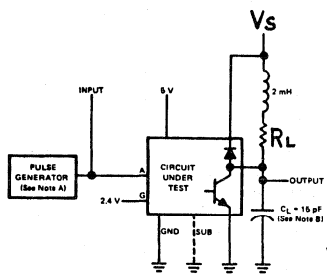 VS
INPUT
5 V
2 mH
RL
PULSE
GENERATOR
(See Note A)
A
CIRCUIT
UNDER
TEST
G
2.4 V
OUTPUT
CL = 15 pF
(See Note B)
GND
SUB